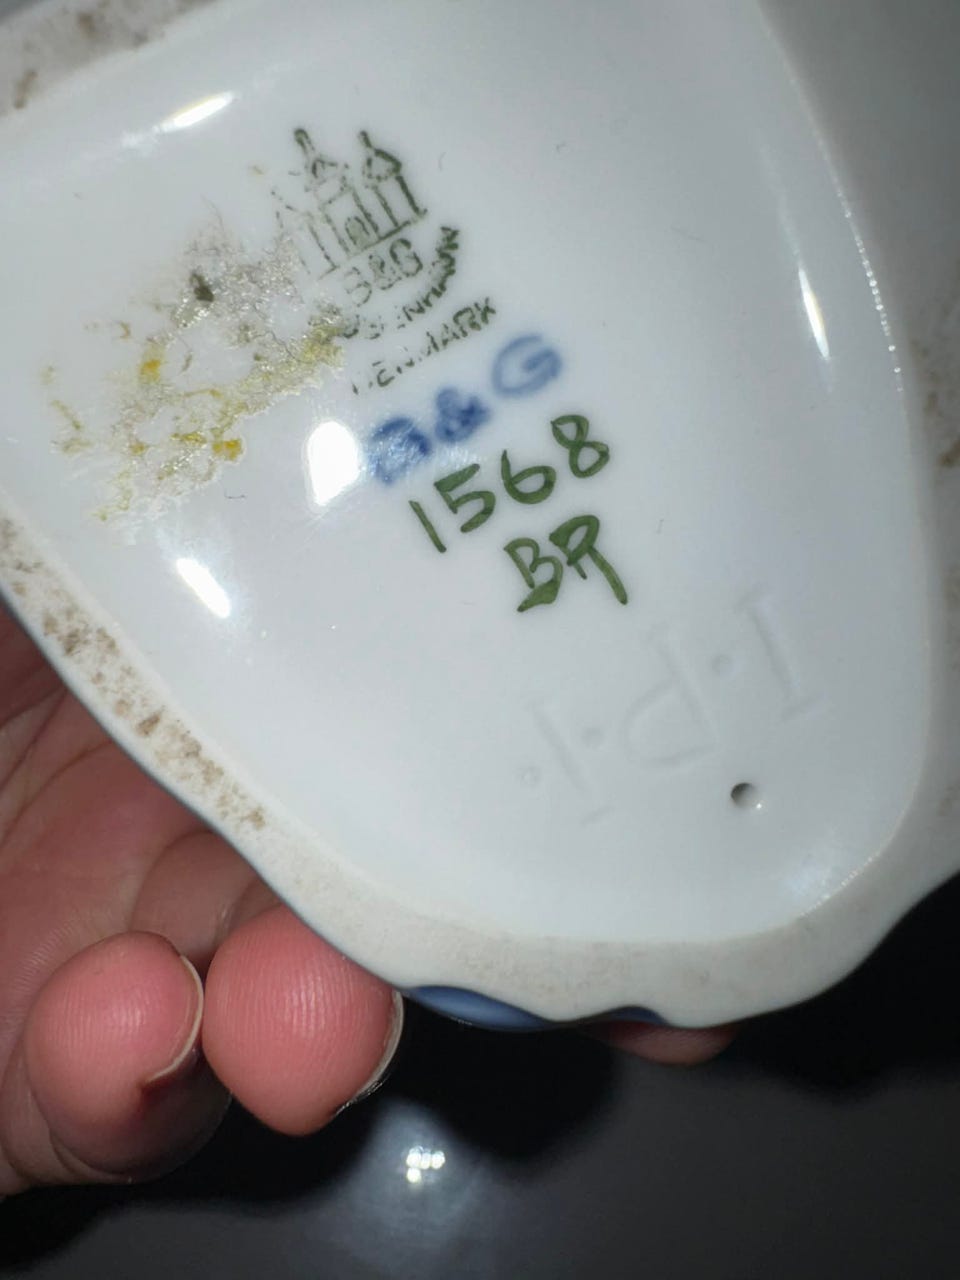 B&G
DENMARK
B&G
1568
BR
I·P·I·